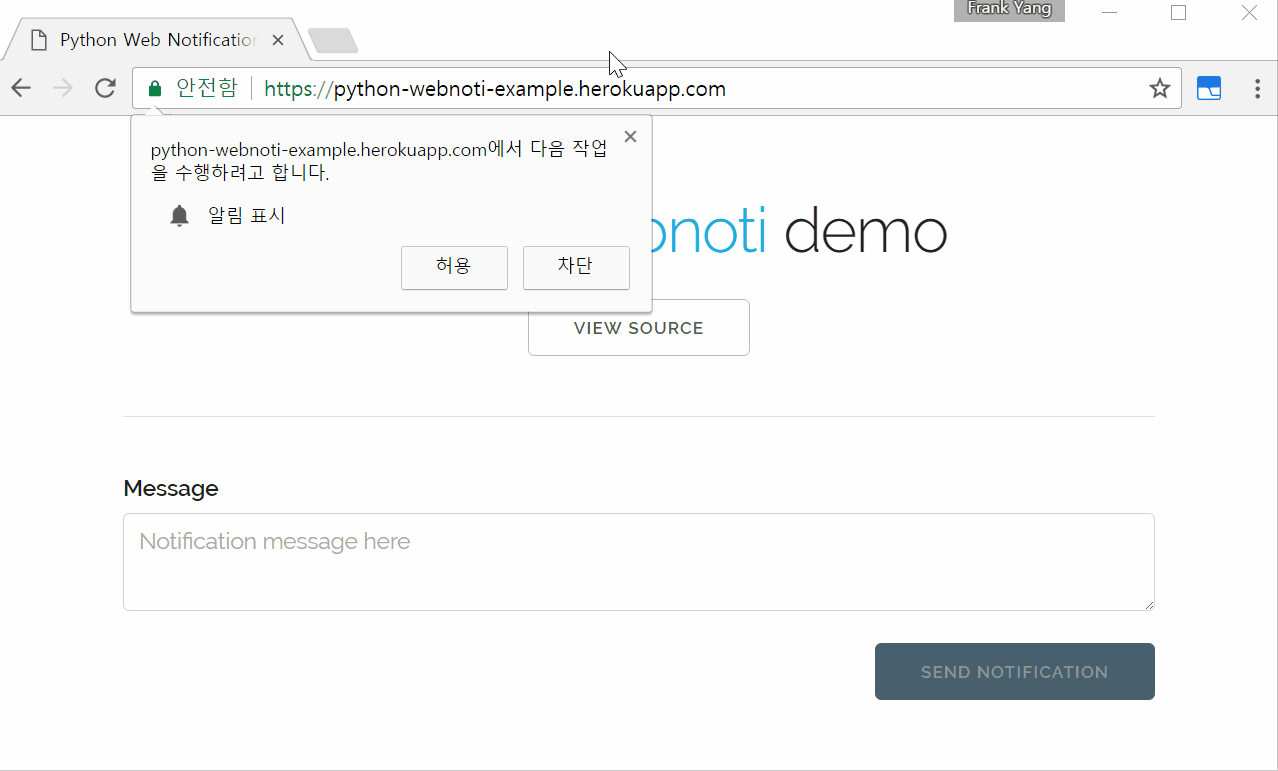 Frank Yang
Python Web Notification
안전함 https://python-webnoti-example.herokuapp.com
python-webnoti-example.herokuapp.com에서 다음 작업
을 수행하려고 합니다.
알림 표시
허용 차단
onoti demo
VIEW SOURCE
Message
Notification message here
SEND NOTIFICATION